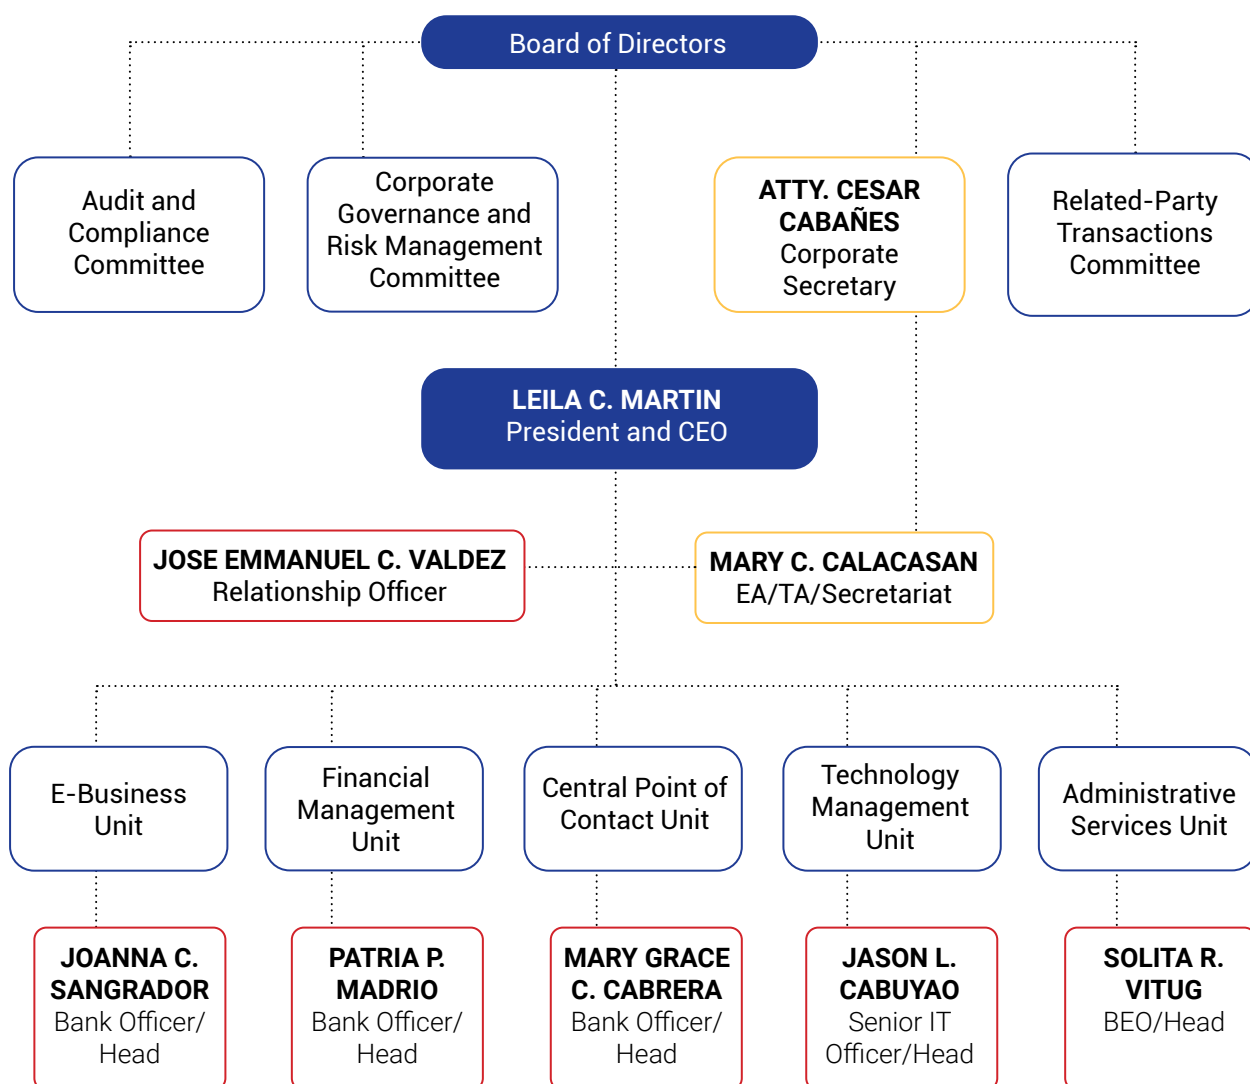 Board of Directors
Audit and
Compliance
Committee
Corporate
Governance and
Risk Management
Committee
ATTY. CESAR
CABAÑES
Corporate
Secretary
Related-Party
Transactions
Committee
LEILA C. MARTIN
President and CEO
JOSE EMMANUEL C. VALDEZ
Relationship Officer
MARY C. CALACASAN
EA/TA/Secretariat
E-Business
Unit
Financial
Management
Unit
Central Point of
Contact Unit
Technology
Management
Unit
Administrative
Services Unit
JOANNA C.
SANGRADOR
Bank Officer/
Head
PATRIA P.
MADRIO
Bank Officer/
Head
MARY GRACE
C. CABRERA
Bank Officer/
Head
JASON L.
CABUYAO
Senior IT
Officer/Head
SOLITA R.
VITUG
BEO/Head